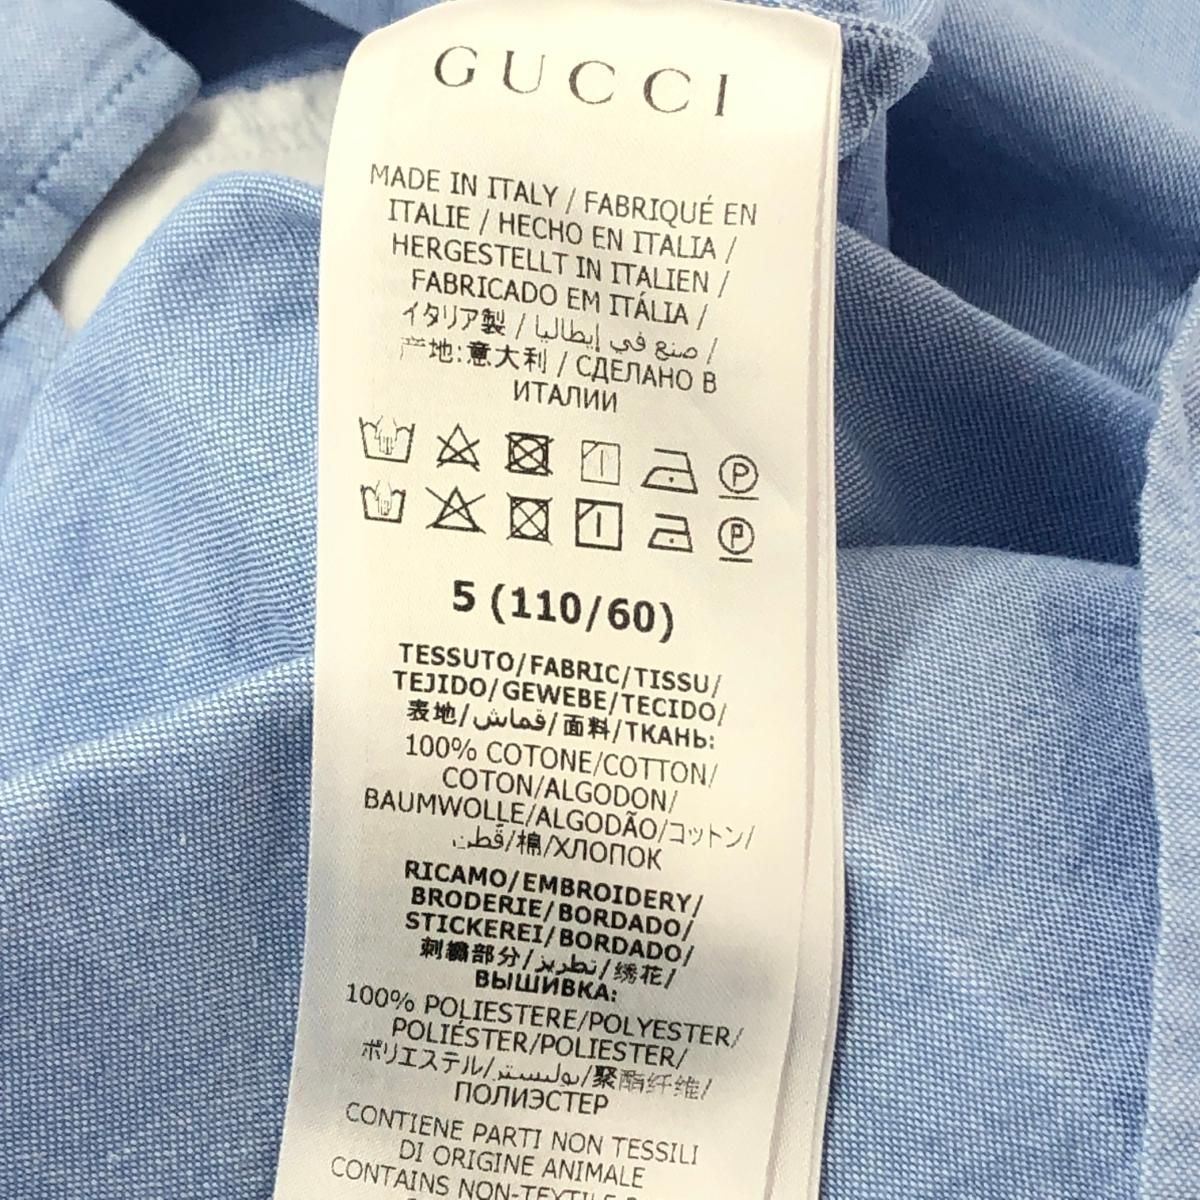 GUCCI
MADE IN ITALY / FABRIQUÉ EN
ITALIE / HECHO EN ITALIA /
HERGESTELLT IN ITALIEN /
FABRICADO EM ITÁLIA /
イタリア製 / صنع في إيطاليا /
产地:意大利 / СДЕЛАНО В
ИТАЛИИ
P
P
5 (110/60)
TESSUTO/FABRIC/TISSU/
TEJIDO/GEWEBE/TECIDO/
表地/قماش/面料/ТКАНЬ:
100% COTONE/COTTON/
COTON/ALGODON/
BAUMWOLLE/ALGODÃO/コットン/
قطن/棉/ХЛОПОК
RICAMO/EMBROIDERY/
BRODERIE/BORDADO/
STICKEREI/BORDADO/
刺繍部分/تطريز/绣花/
ВЫШИВКА:
100% POLIESTERE/POLYESTER/
POLIÉSTER/POLIESTER/
ポリエステル/بوليستر/聚酯纤维/
ПОЛИЭСТЕР
CONTIENE PARTI NON TESSILI
DI ORIGINE ANIMALE
CONTAINS NON-TEXTILE